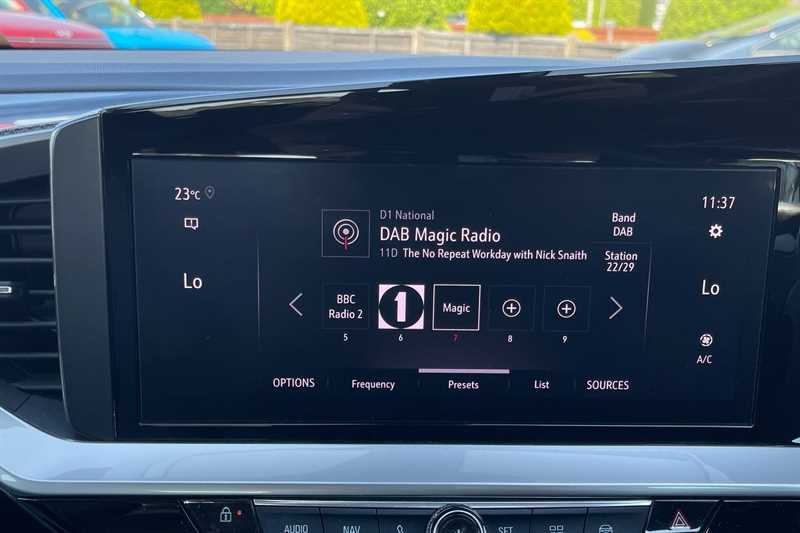 23°C
11:37
D1 National
DAB Magic Radio
11D The No Repeat Workday with Nick Snaith
Band
DAB
Station
22/29
Lo
Lo
BBC
Radio 2
1
Magic
5
6
7
8
9
A/C
OPTIONS
Frequency
Presets
List
SOURCES
AUDIO
NAV
SET